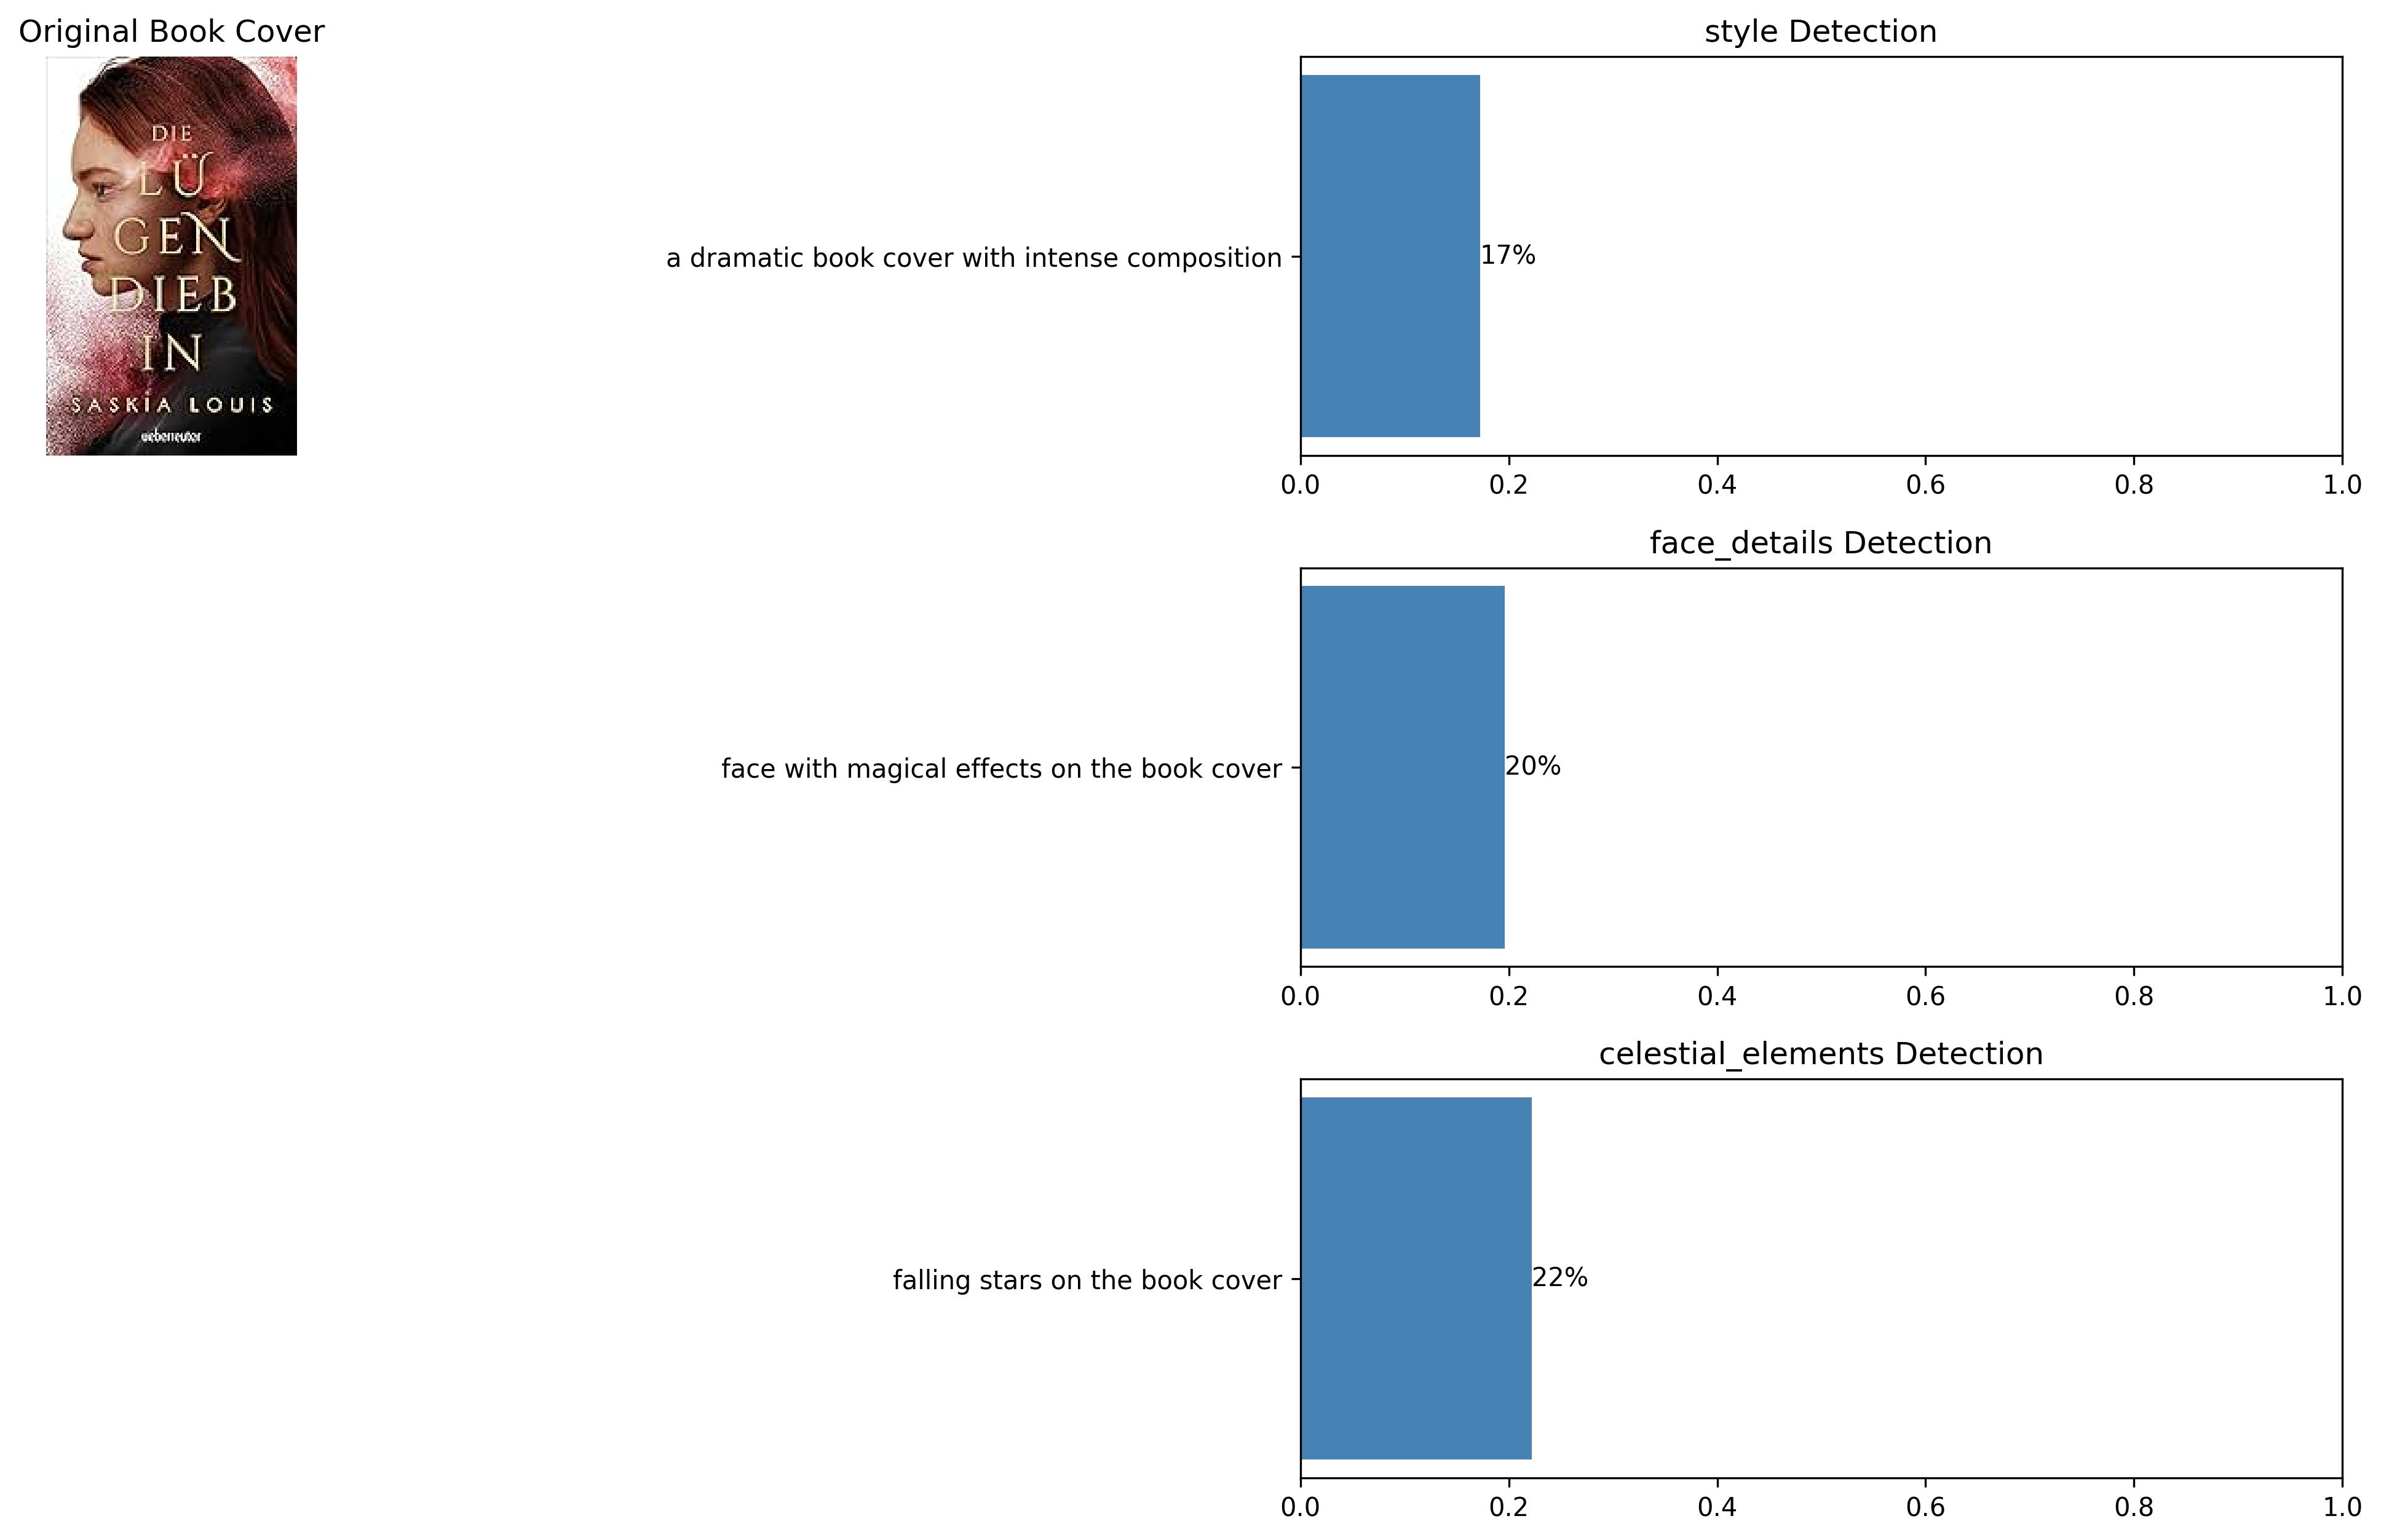 Original Book Cover
DIE
LÜ
GEN
DIEB
IN
SASKIA LOUIS
ueberreuter
style Detection
a dramatic book cover with intense composition
17%
0.0 0.2 0.4 0.6 0.8 1.0
face_details Detection
face with magical effects on the book cover
20%
0.0 0.2 0.4 0.6 0.8 1.0
celestial_elements Detection
falling stars on the book cover
22%
0.0 0.2 0.4 0.6 0.8 1.0